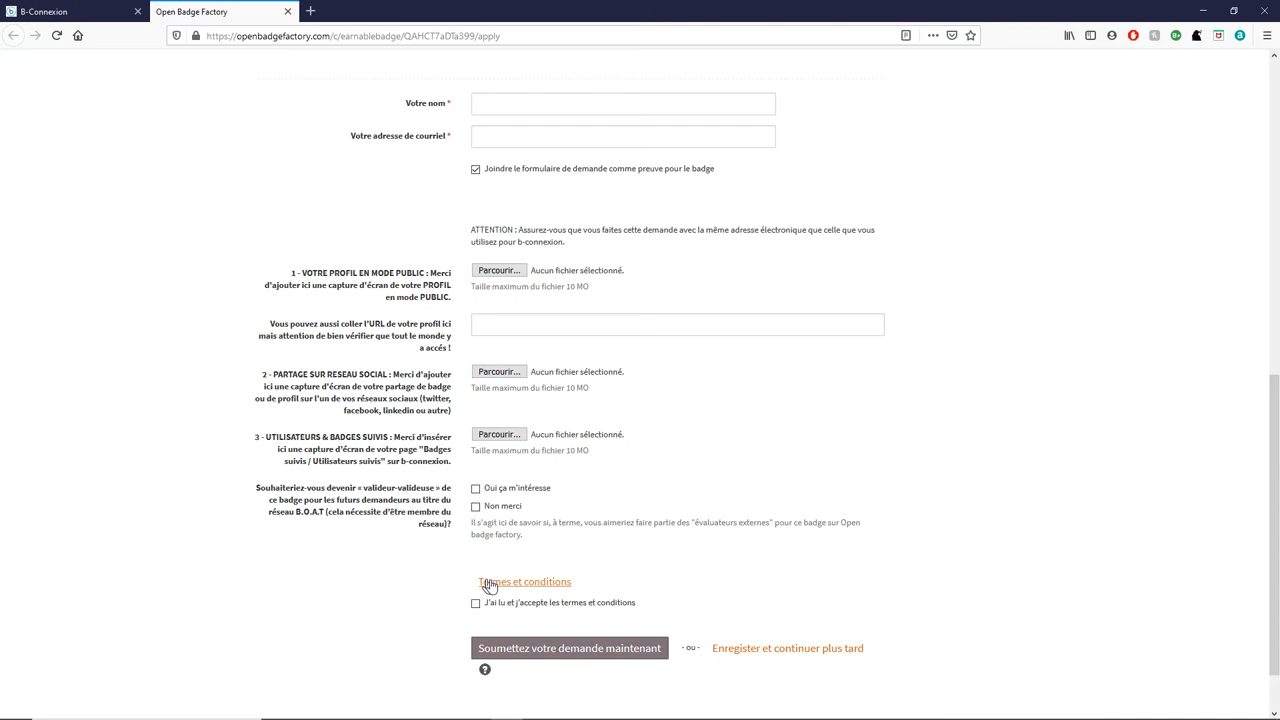 B-Connexion
Open Badge Factory
https://openbadgefactory.com/c/earnablebadge/QAHCT7aDTa399/apply
Votre nom *
Votre adresse de courriel *
Joindre le formulaire de demande comme preuve pour le badge
ATTENTION : Assurez-vous que vous faites cette demande avec la même adresse électronique que celle que vous
utilisez pour b-connexion.
1 - VOTRE PROFIL EN MODE PUBLIC : Merci
d'ajouter ici une capture d'écran de votre PROFIL
en mode PUBLIC.
Parcourir... Aucun fichier sélectionné.
Taille maximum du fichier 10 MO
Vous pouvez aussi coller l'URL de votre profil ici
mais attention de bien vérifier que tout le monde y
a accés !
2 - PARTAGE SUR RESEAU SOCIAL : Merci d'ajouter
ici une capture d'écran de votre partage de badge
ou de profil sur l'un de vos réseaux sociaux (twitter,
facebook, linkedin ou autre)
Parcourir... Aucun fichier sélectionné.
Taille maximum du fichier 10 MO
3 - UTILISATEURS & BADGES SUIVIS : Merci d'insérer
ici une capture d'écran de votre page "Badges
suivis / Utilisateurs suivis" sur b-connexion.
Parcourir... Aucun fichier sélectionné.
Taille maximum du fichier 10 MO
Souhaiteriez-vous devenir « valideur-valideuse » de
ce badge pour les futurs demandeurs au titre du
réseau B.O.A.T (cela nécessite d'être membre du
réseau)?
Oui ça m'intéresse
Non merci
Il s'agit ici de savoir si, à terme, vous aimeriez faire partie des "évaluateurs externes" pour ce badge sur Open
badge factory.
Termes et conditions
J'ai lu et j'accepte les termes et conditions
Soumettez votre demande maintenant - ou - Enregister et continuer plus tard
?